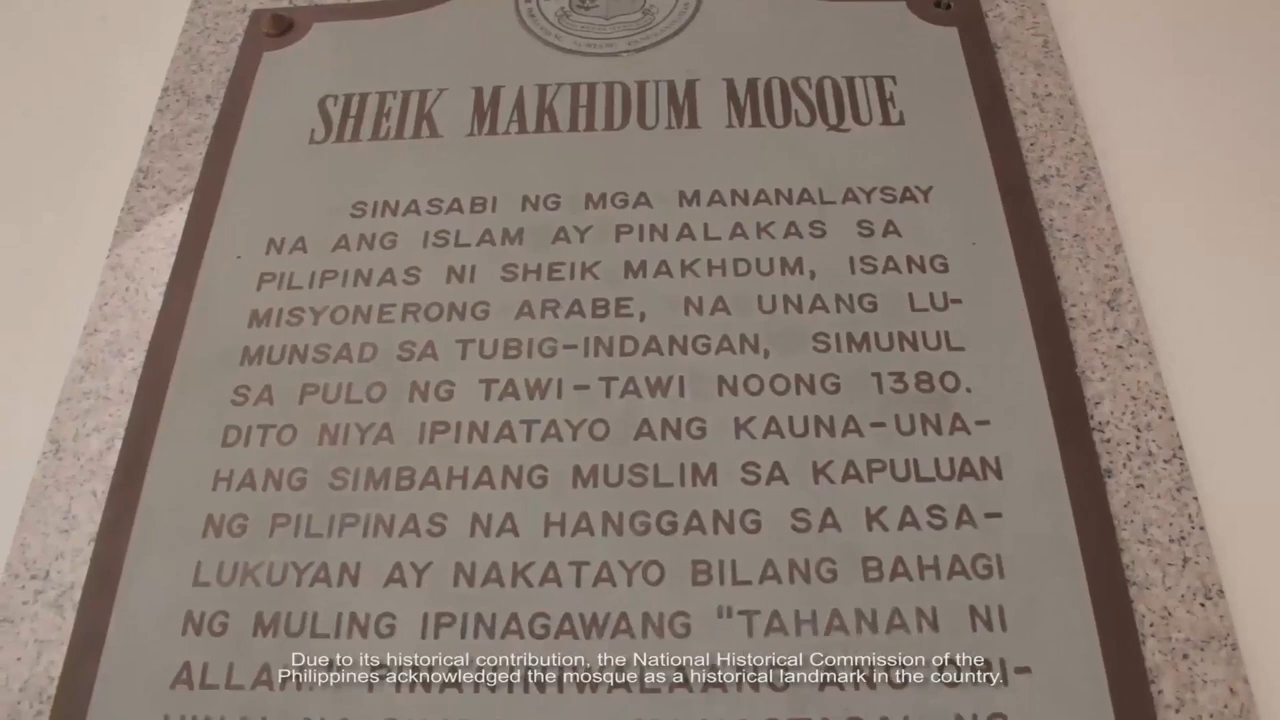 SHEIK MAKHDUM MOSQUE
SINASABI NG MGA MANANALAYSAY
NA ANG ISLAM AY PINALAKAS SA
PILIPINAS NI SHEIK MAKHDUM, ISANG
MISYONERONG ARABE, NA UNANG LU-
MUNSAD SA TUBIG-INDANGAN, SIMUNUL
SA PULO NG TAWI-TAWI NOONG 1380.
DITO NIYA IPINATAYO ANG KAUNA-UNA-
HANG SIMBAHANG MUSLIM SA KAPULUAN
NG PILIPINAS NA HANGGANG SA KASA-
LUKUYAN AY NAKATAYO BILANG BAHAGI
NG MULING IPINAGAWANG "TAHANAN NI
Due to its historical contribution, the National Historical Commission of the
Philippines acknowledged the mosque as a historical landmark in the country.